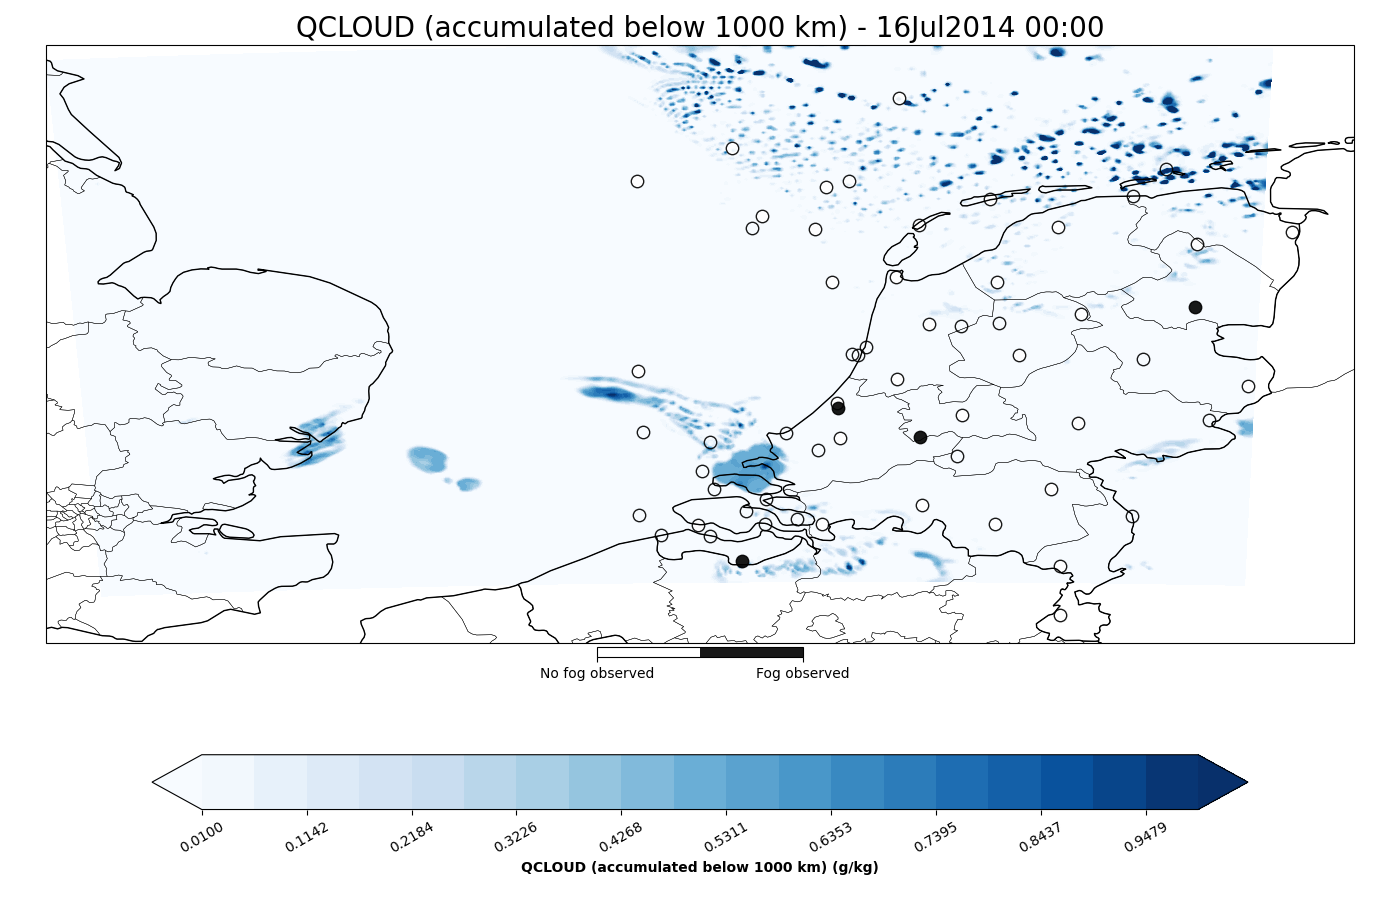 QCLOUD (accumulated below 1000 km) - 16Jul2014 00:00
No fog observed Fog observed
0.0100 0.1142 0.2184 0.3226 0.4268 0.5311 0.6353 0.7395 0.8437 0.9479
QCLOUD (accumulated below 1000 km) (g/kg)